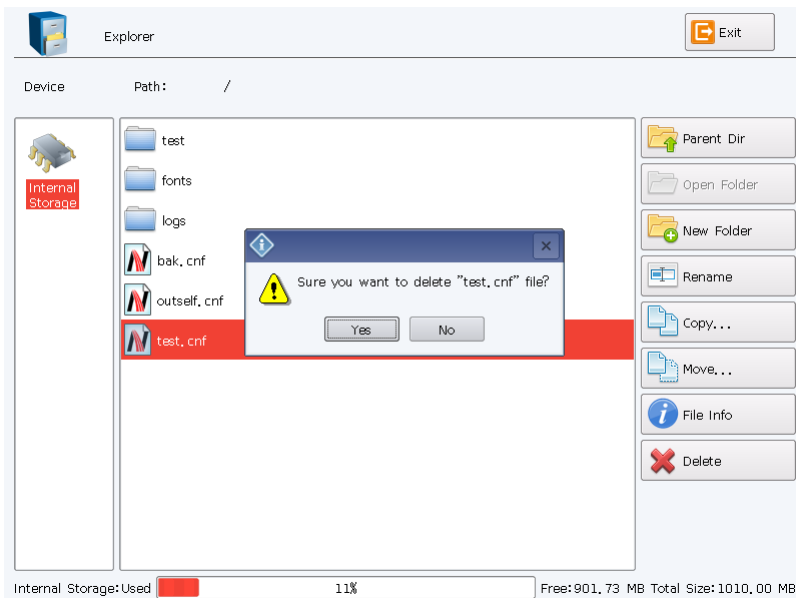 Explorer
Exit
Device
Path: /
Internal
Storage
test
fonts
logs
bak.cnf
outself.cnf
test.cnf
Sure you want to delete "test.cnf" file?
Yes
No
Parent Dir
Open Folder
New Folder
Rename
Copy...
Move...
File Info
Delete
Internal Storage:Used 11% Free:901.73 MB Total Size:1010.00 MB